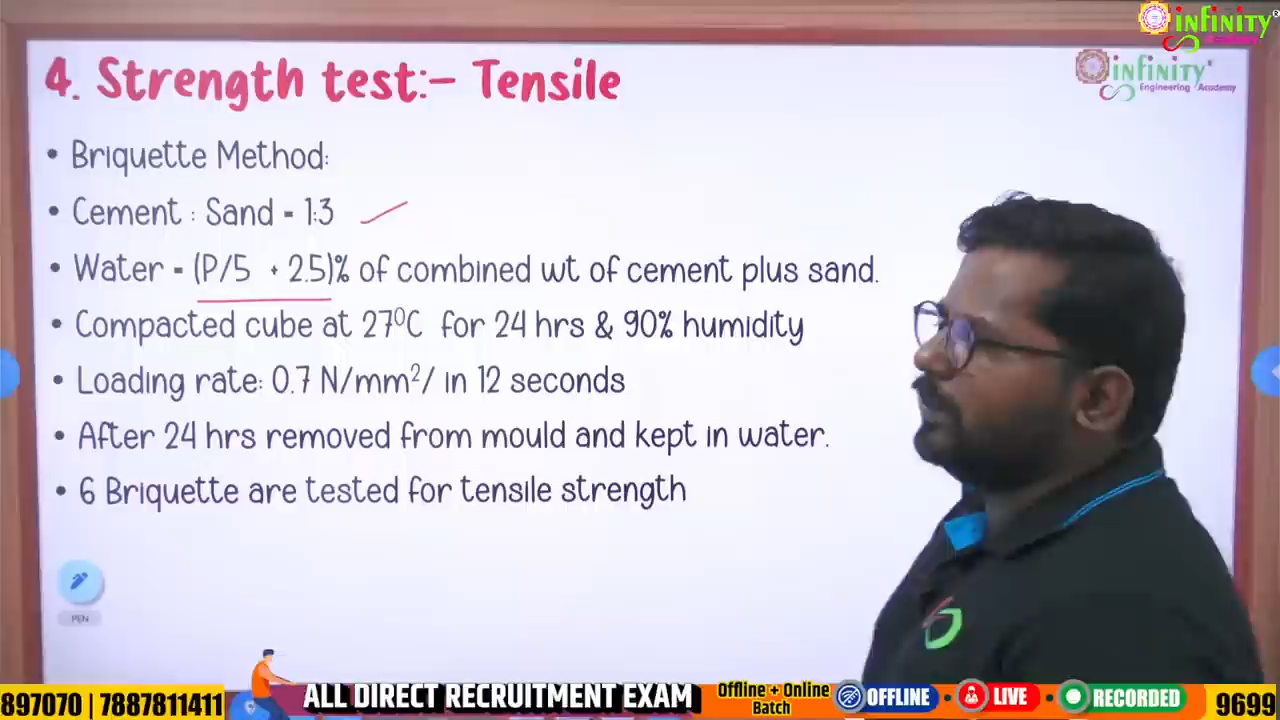 infinity
Academy
infinity
Engineering Academy
4. Strength test:- Tensile
• Briquette Method:
• Cement : Sand = 1:3
• Water = (P/5 + 2.5)% of combined wt of cement plus sand.
• Compacted cube at 27⁰C for 24 hrs & 90% humidity
• Loading rate: 0.7 N/mm²/ in 12 seconds
• After 24 hrs removed from mould and kept in water.
• 6 Briquette are tested for tensile strength
PEN
897070 | 7887811411
ALL DIRECT RECRUITMENT EXAM
Offline + Online
Batch
OFFLINE • LIVE • RECORDED
9699